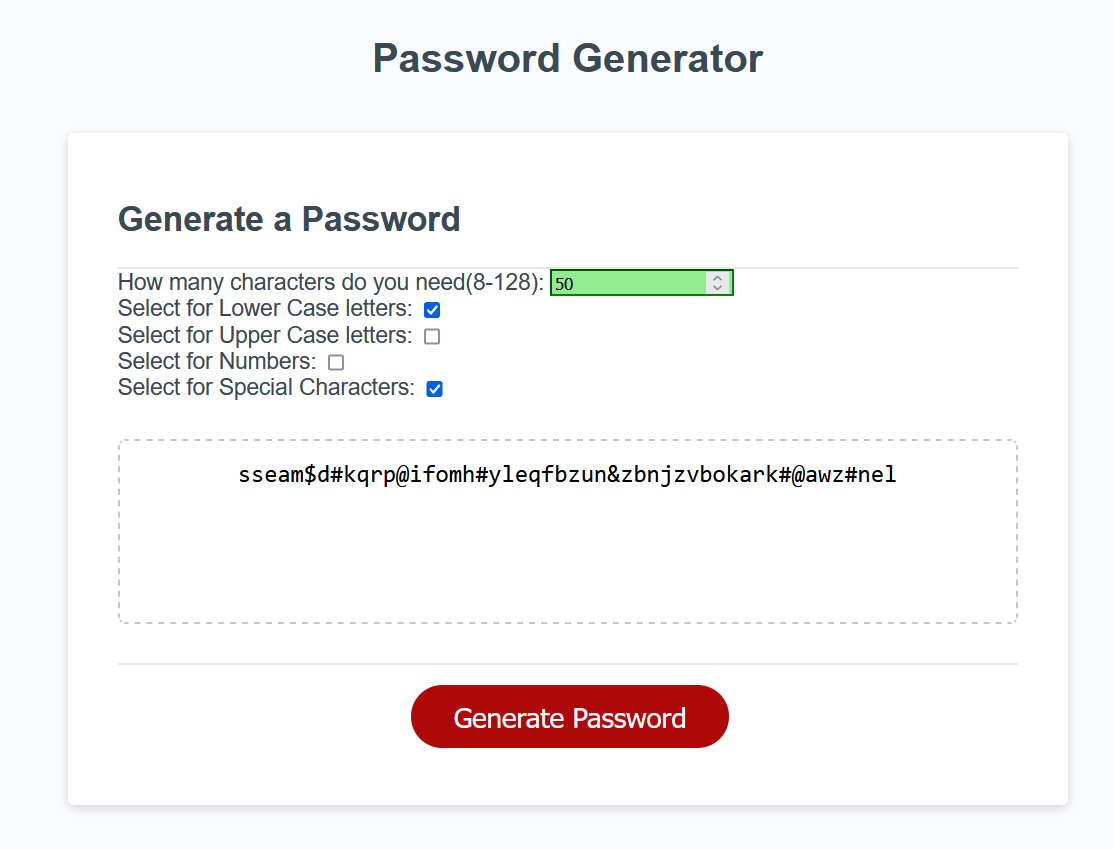 Password Generator
Generate a Password
How many characters do you need(8-128): 50
Select for Lower Case letters:
Select for Upper Case letters:
Select for Numbers:
Select for Special Characters:
sseam$d#kqrp@ifomh#yleqfbzun&zbnjzvbokark#@awz#nel
Generate Password